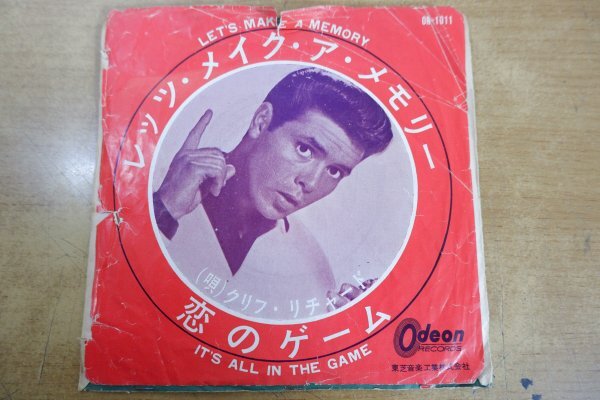 OR-1011
LET'S MAKE A MEMORY
レッツ・メイク・ア・メモリー
(唄)クリフ・リチャード
恋のゲーム
IT'S ALL IN THE GAME
Odeon
RECORDS
東芝音楽工業株式会社